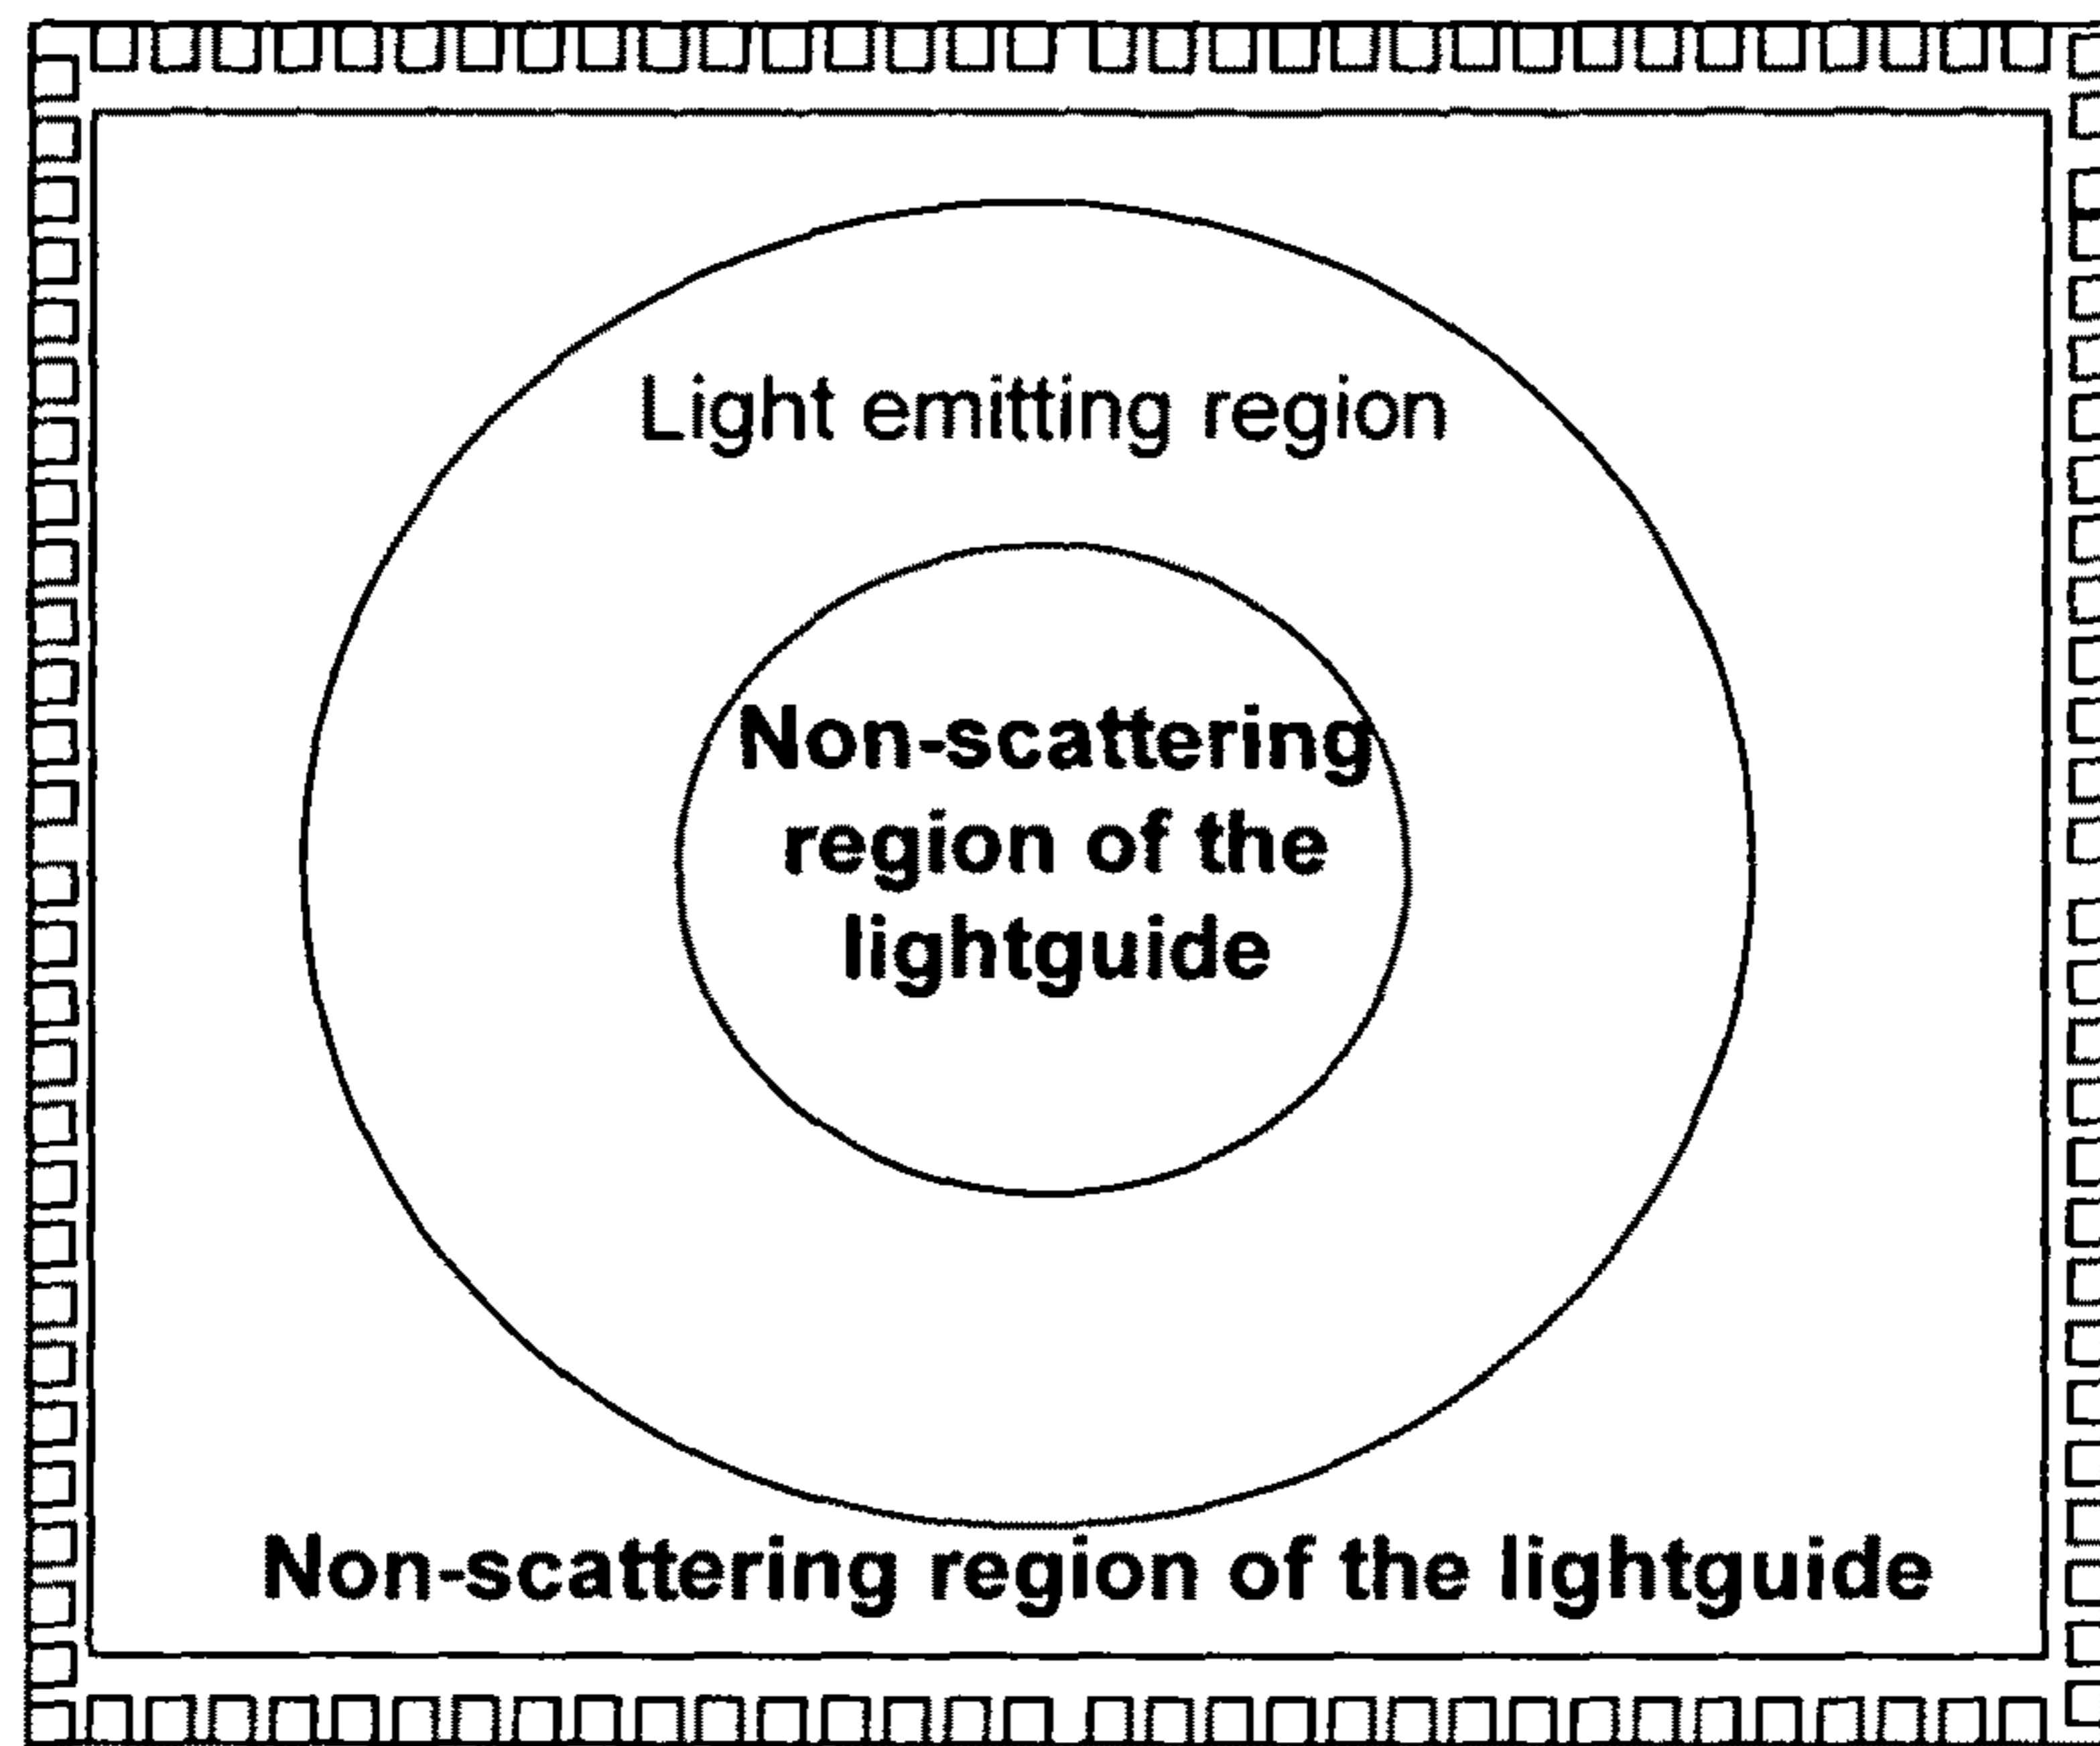 Light emitting region
Non-scattering
region of the
lightguide
Non-scattering region of the lightguide